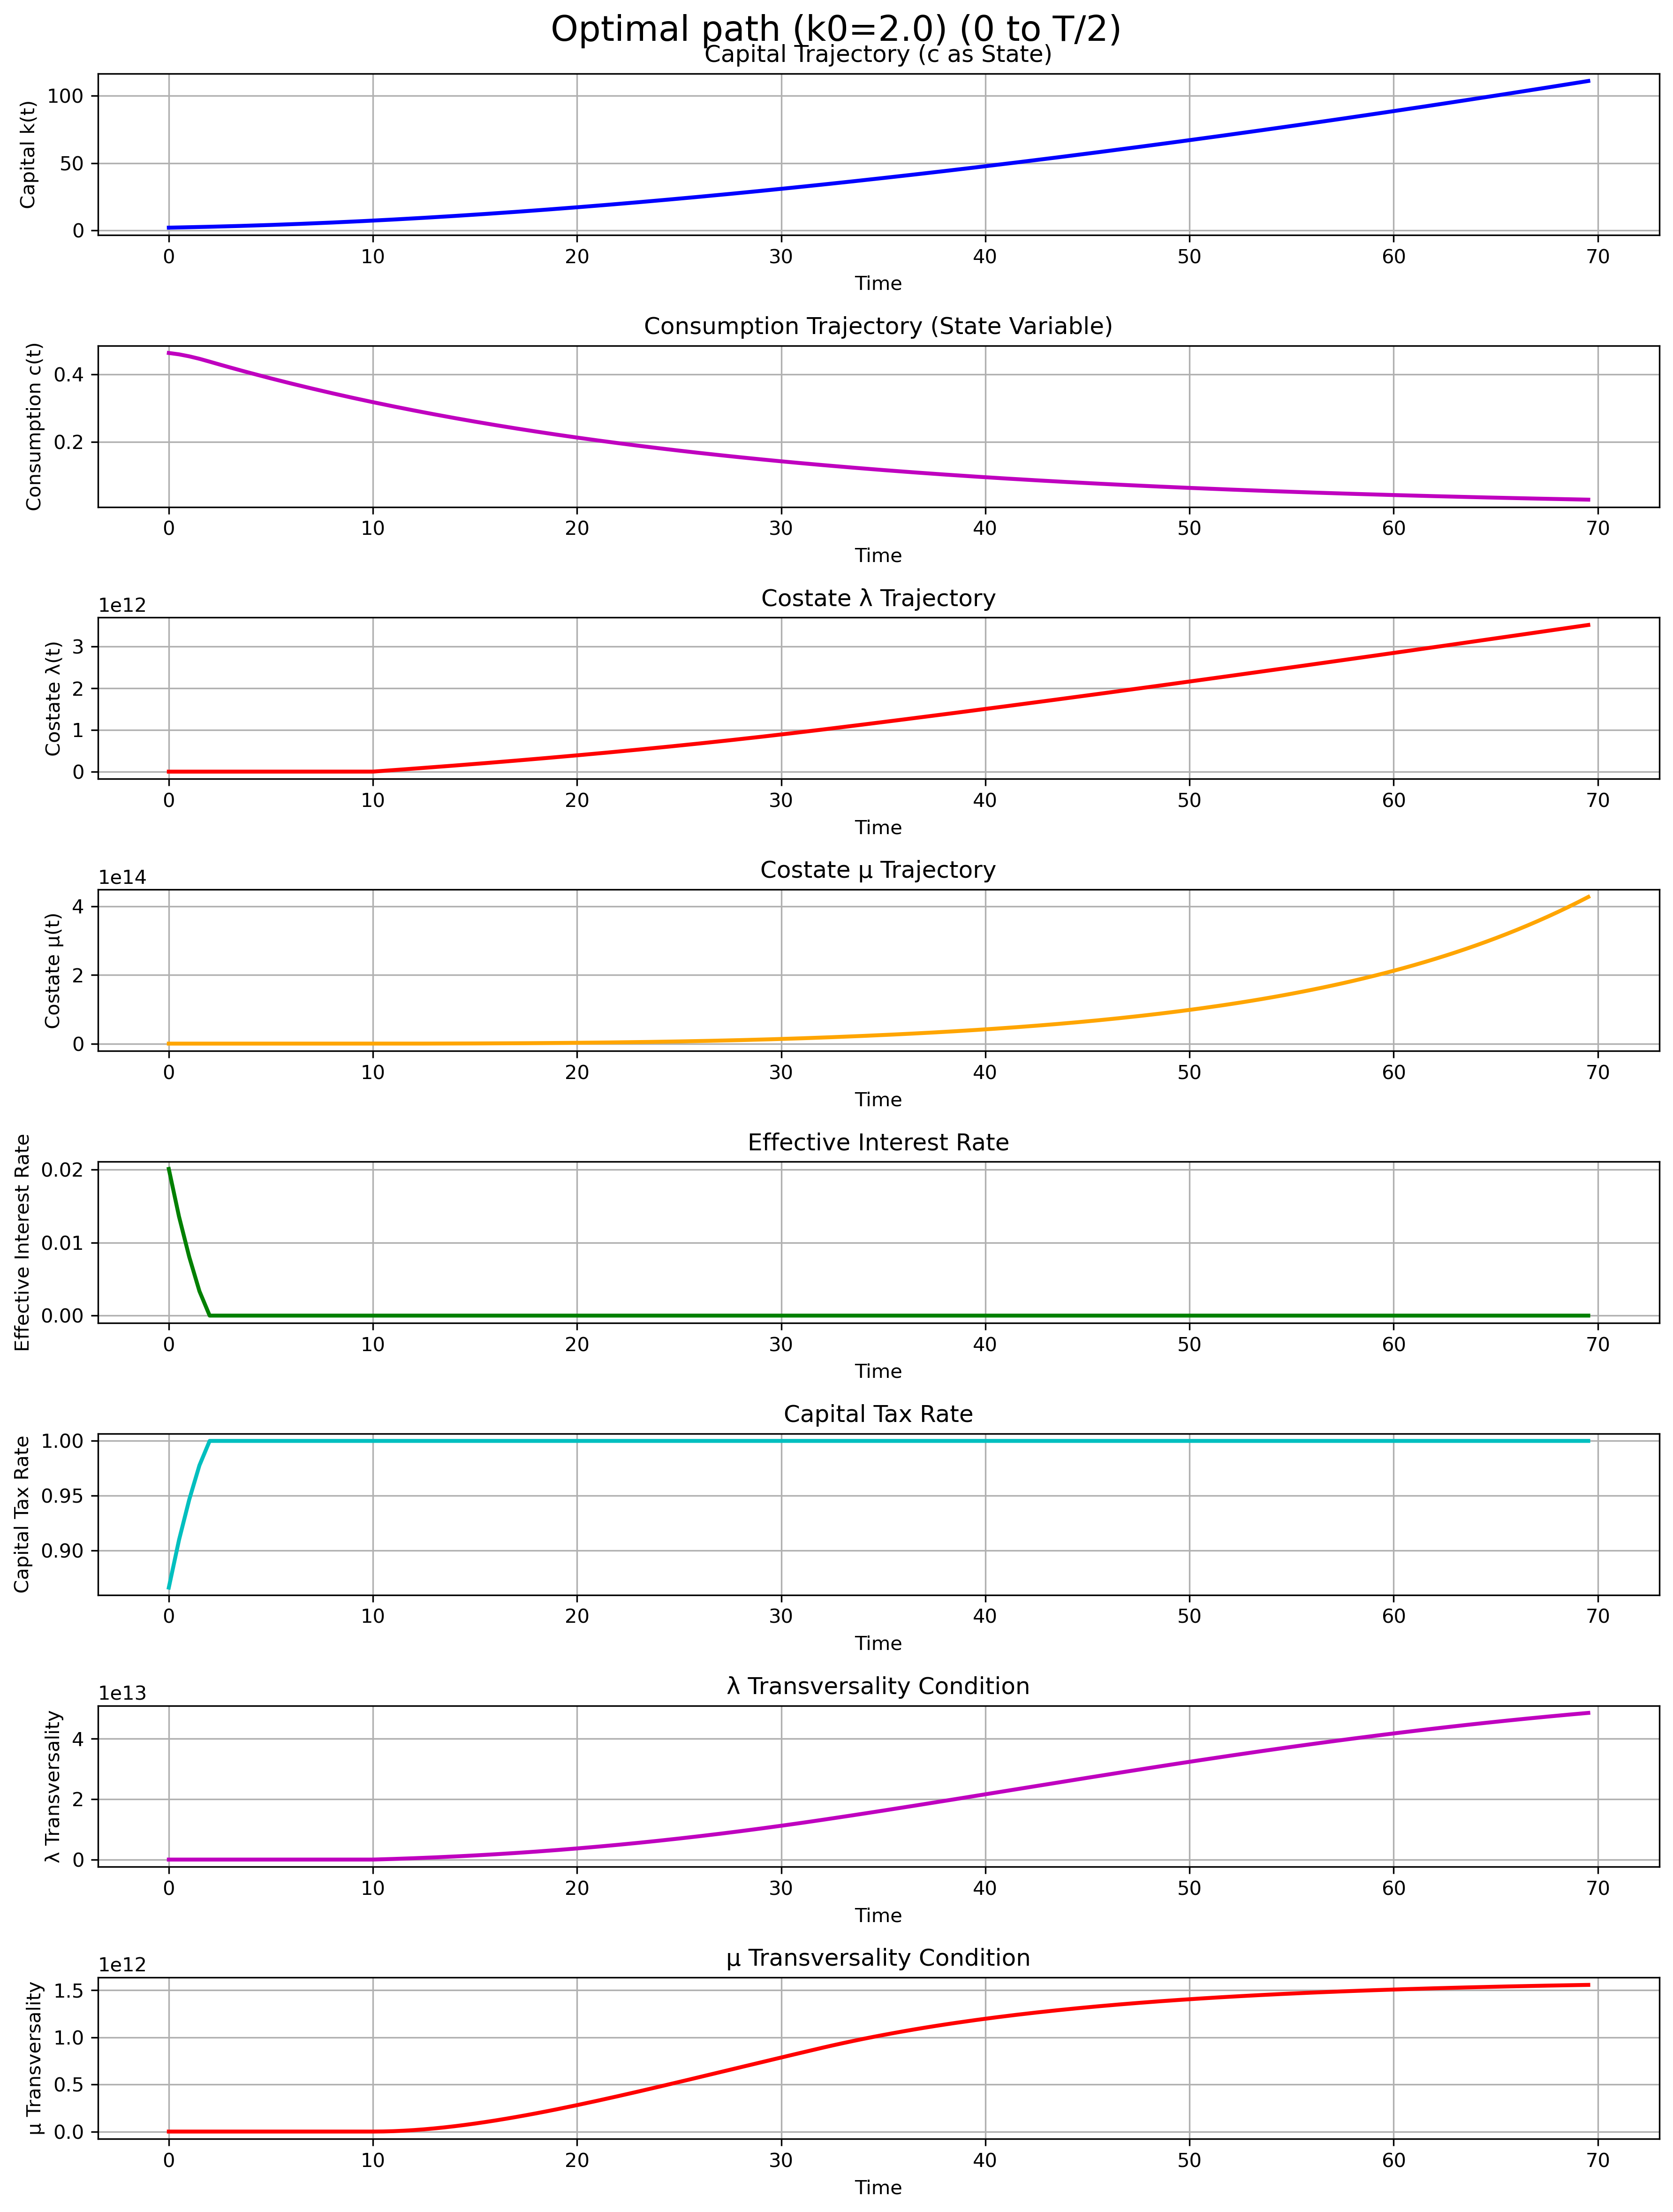 Optimal path (k0=2.0) (0 to T/2)
Capital Trajectory (c as State)
Capital k(t)
100
50
0
0 10 20 30 40 50 60 70
Time
Consumption Trajectory (State Variable)
Consumption c(t)
0.4
0.2
0 10 20 30 40 50 60 70
Time
Costate λ Trajectory
1e12
Costate λ(t)
3
2
1
0
0 10 20 30 40 50 60 70
Time
Costate μ Trajectory
1e14
Costate μ(t)
4
2
0
0 10 20 30 40 50 60 70
Time
Effective Interest Rate
Effective Interest Rate
0.02
0.01
0.00
0 10 20 30 40 50 60 70
Time
Capital Tax Rate
Capital Tax Rate
1.00
0.95
0.90
0 10 20 30 40 50 60 70
Time
λ Transversality Condition
1e13
λ Transversality
4
2
0
0 10 20 30 40 50 60 70
Time
μ Transversality Condition
1e12
μ Transversality
1.5
1.0
0.5
0.0
0 10 20 30 40 50 60 70
Time